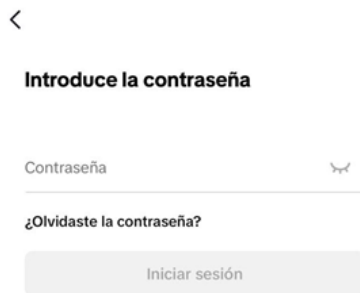 Introduce la contraseña
Contraseña
¿Olvidaste la contraseña?
Iniciar sesión